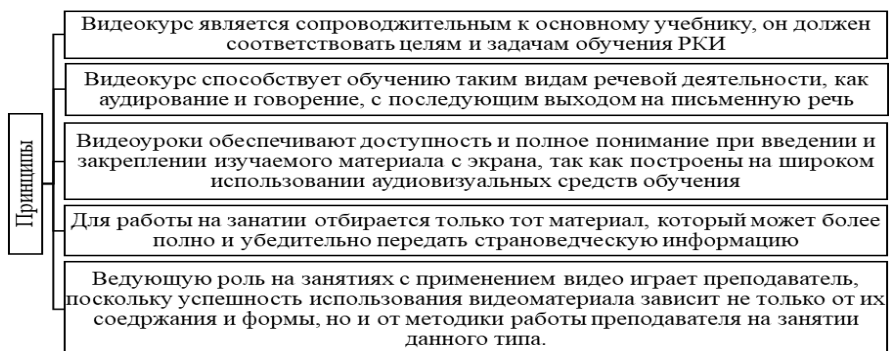 Принципы
Видеокурс является сопроводжительным к основному учебнику, он должен
соответствовать целям и задачам обучения РКИ
Видеокурс способствует обучению таким видам речевой деятельности, как
аудирование и говорение, с последующим выходом на письменную речь
Видеоуроки обеспечивают доступность и полное понимание при введении и
закреплении изучаемого материала с экрана, так как построены на широком
использовании аудиовизуальных средств обучения
Для работы на занатии отбирается только тот материал, который может более
полно и убедительно передать страноведческую информацию
Ведующую роль на занятиях с применением видео играет преподаватель,
поскольку успешность использования видеоматериала зависит не только от их
соедржания и формы, но и от методики работы преподавателя на занятии
данного типа.